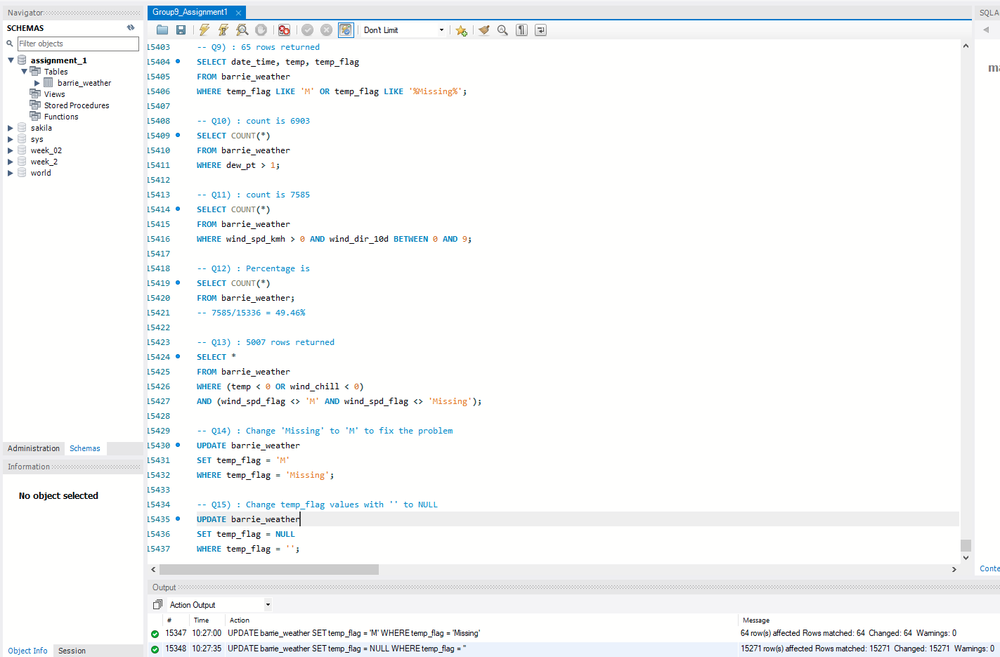 Navigator
SCHEMAS
Filter objects
assignment_1
Tables
barrie_weather
Views
Stored Procedures
Functions
sakila
sys
week_02
week_2
world
Administration Schemas
Information
No object selected
Object Info Session
Group9_Assignment1
Don't Limit
15403 -- Q9) : 65 rows returned
15404 SELECT date_time, temp, temp_flag
15405 FROM barrie_weather
15406 WHERE temp_flag LIKE 'M' OR temp_flag LIKE '%Missing%';
15407
15408 -- Q10) : count is 6903
15409 SELECT COUNT(*)
15410 FROM barrie_weather
15411 WHERE dew_pt > 1;
15412
15413 -- Q11) : count is 7585
15414 SELECT COUNT(*)
15415 FROM barrie_weather
15416 WHERE wind_spd_kmh > 0 AND wind_dir_10d BETWEEN 0 AND 9;
15417
15418 -- Q12) : Percentage is
15419 SELECT COUNT(*)
15420 FROM barrie_weather;
15421 -- 7585/15336 = 49.46%
15422
15423 -- Q13) : 5007 rows returned
15424 SELECT *
15425 FROM barrie_weather
15426 WHERE (temp < 0 OR wind_chill < 0)
15427 AND (wind_spd_flag <> 'M' AND wind_spd_flag <> 'Missing');
15428
15429 -- Q14) : Change 'Missing' to 'M' to fix the problem
15430 UPDATE barrie_weather
15431 SET temp_flag = 'M'
15432 WHERE temp_flag = 'Missing';
15433
15434 -- Q15) : Change temp_flag values with '' to NULL
15435 UPDATE barrie_weather
15436 SET temp_flag = NULL
15437 WHERE temp_flag = '';
Output
Action Output
# Time Action Message
15347 10:27:00 UPDATE barrie_weather SET temp_flag = 'M' WHERE temp_flag = 'Missing' 64 row(s) affected Rows matched: 64 Changed: 64 Warnings: 0
15348 10:27:35 UPDATE barrie_weather SET temp_flag = NULL WHERE temp_flag = '' 15271 row(s) affected Rows matched: 15271 Changed: 15271 Warnings: 0
SQLA
ma
Conte